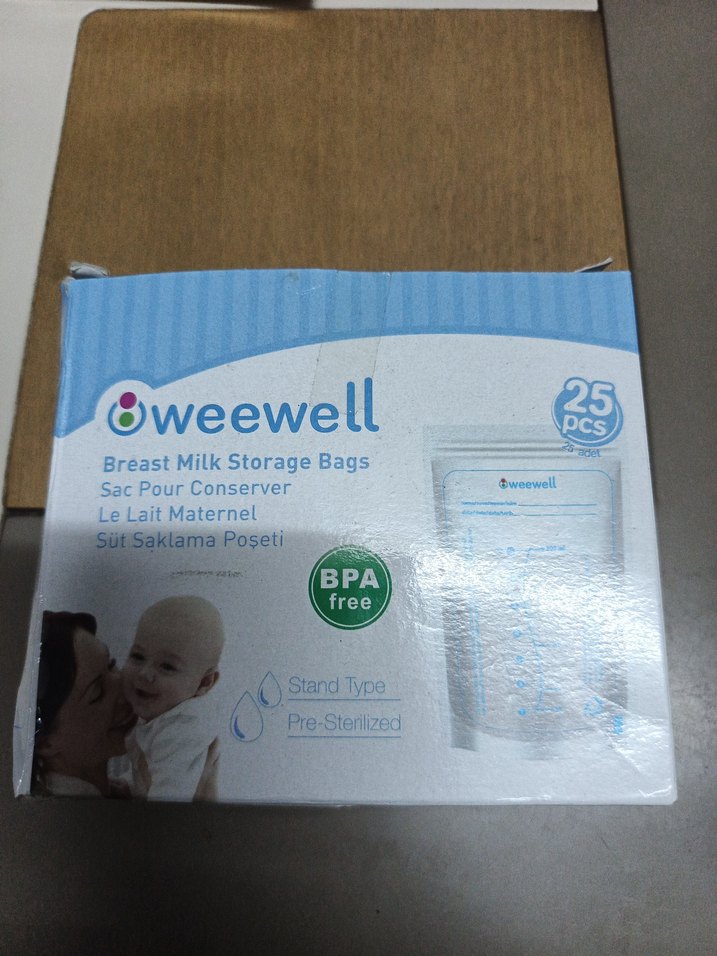 weewell
25
pcs
25 adet
Breast Milk Storage Bags
Sac Pour Conserver
Le Lait Maternel
Süt Saklama Poşeti
BPA
free
Stand Type
Pre-Sterilized
weewell